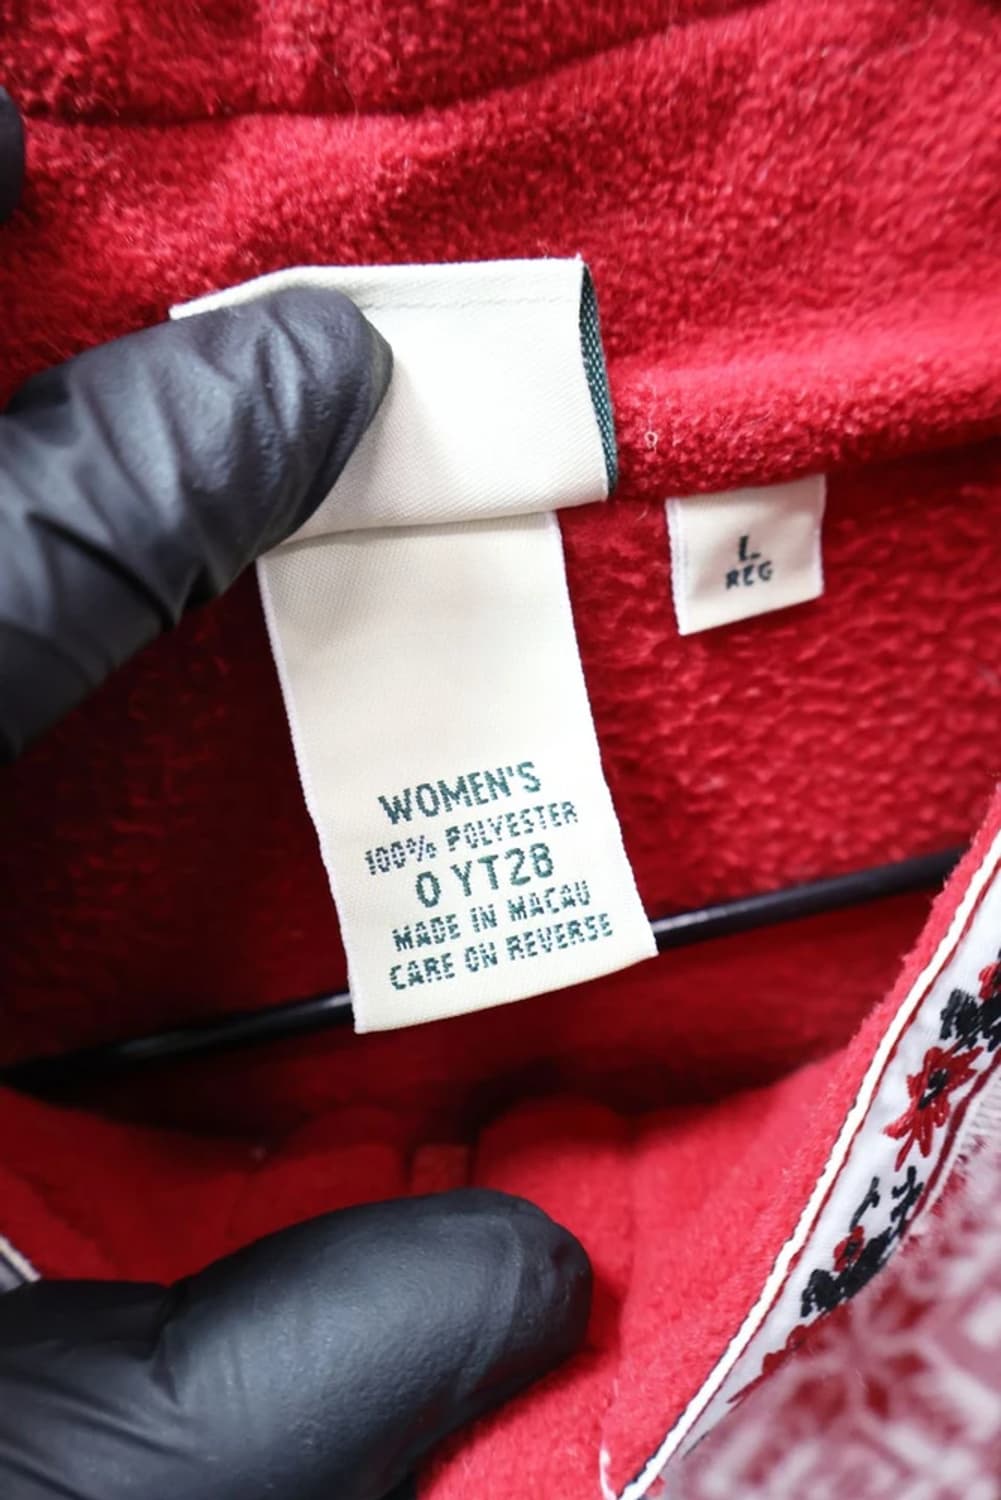 L
REG
WOMEN'S
100% POLYESTER
0 YT28
MADE IN MACAU
CARE ON REVERSE